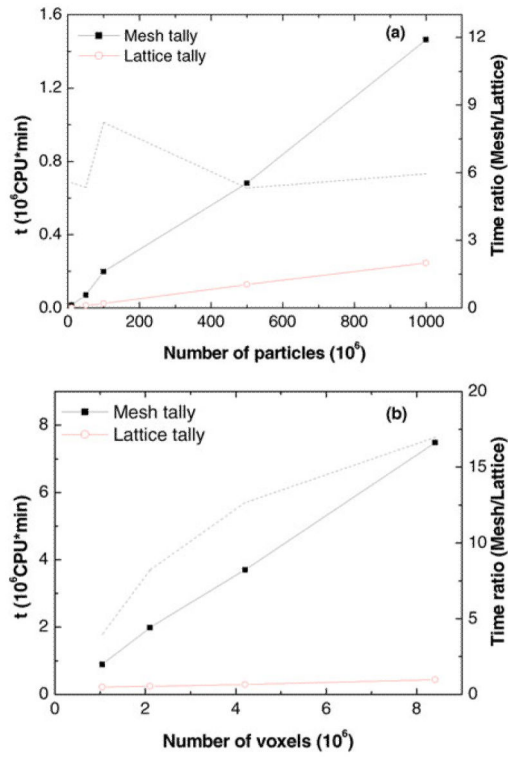 1.6
1.2
0.8
0.4
0.0
t (10⁶CPU*min)
Mesh tally
Lattice tally
(a)
12
9
6
3
0
Time ratio (Mesh/Lattice)
0 200 400 600 800 1000
Number of particles (10⁶)
8
6
4
2
0
t (10⁶CPU*min)
Mesh tally
Lattice tally
(b)
20
15
10
5
0
Time ratio (Mesh/Lattice)
0 2 4 6 8
Number of voxels (10⁶)